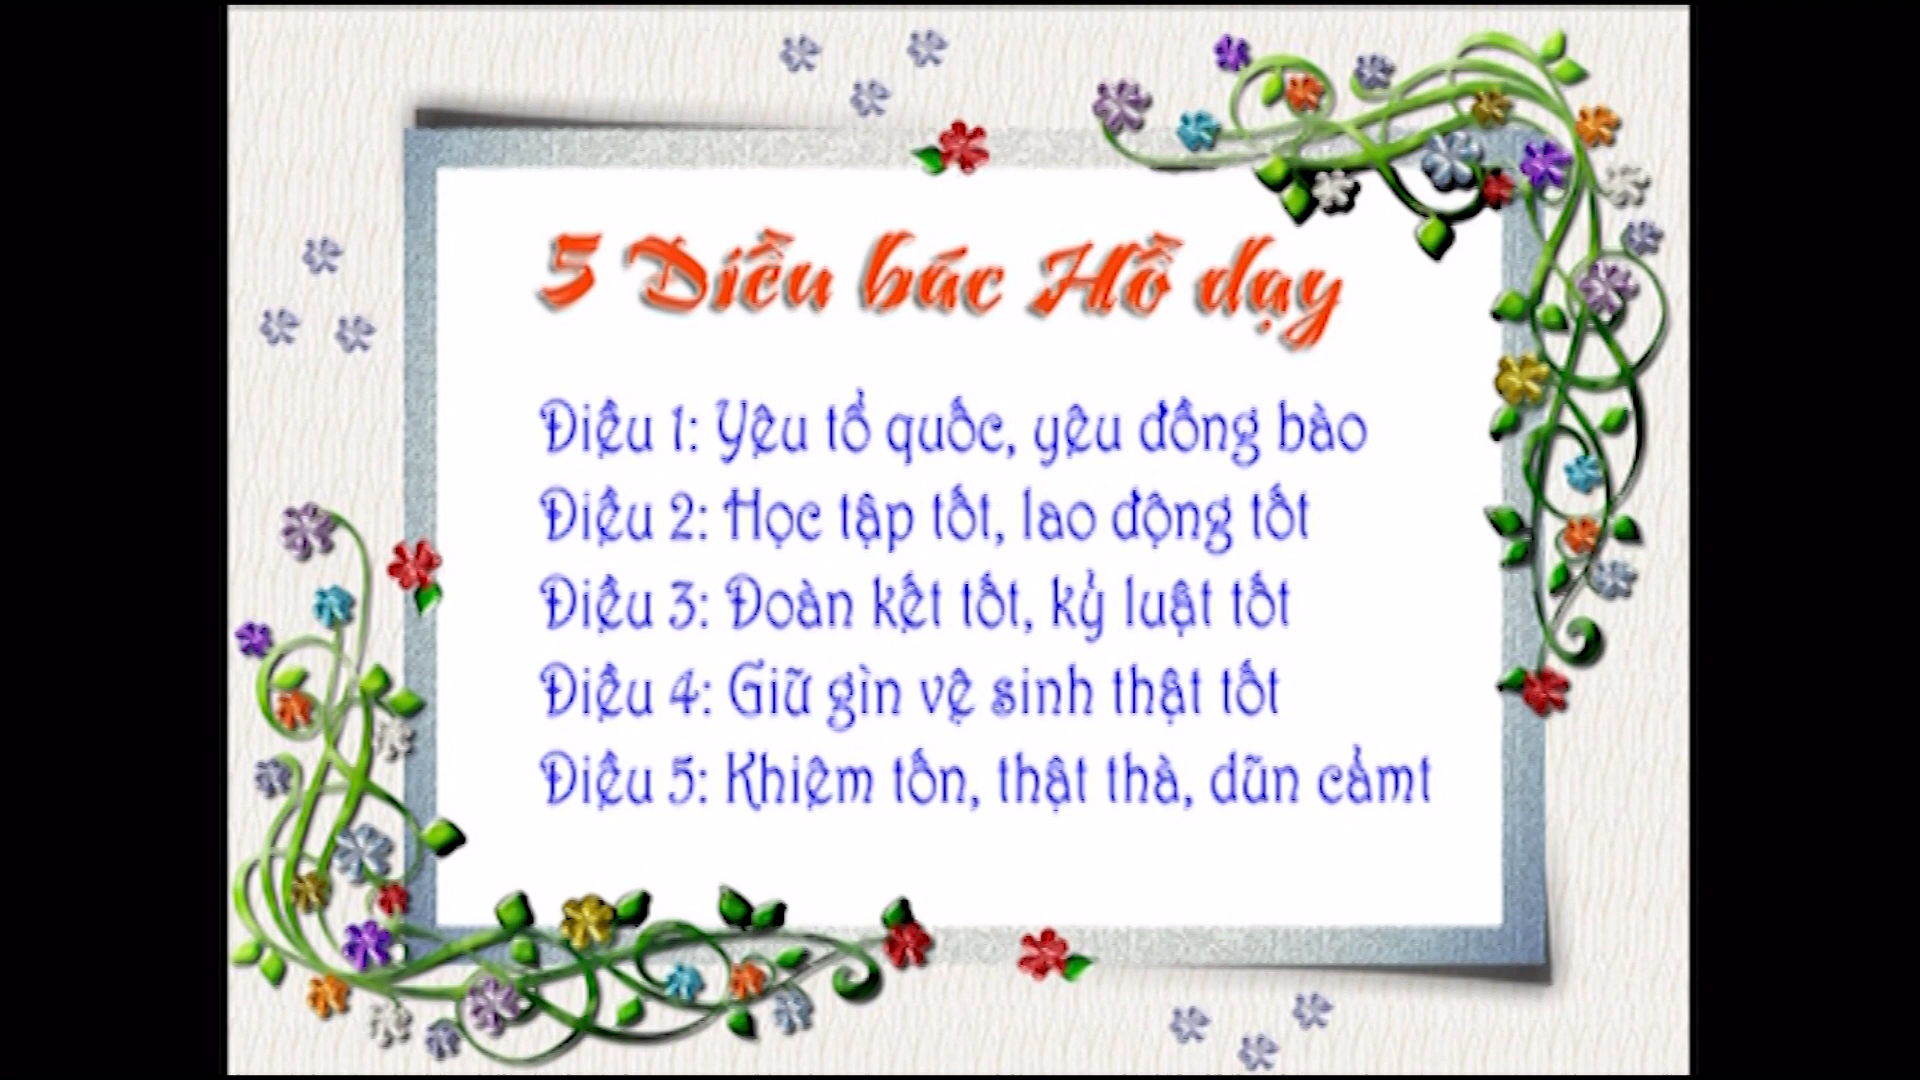 5 Diều bác Hồ dạy
Điều 1: Yêu tổ quốc, yêu đồng bào
Điều 2: Học tập tốt, lao động tốt
Điều 3: Đoàn kết tốt, kỷ luật tốt
Điều 4: Giữ gìn vệ sinh thật tốt
Điều 5: Khiêm tốn, thật thà, dũn cảmt